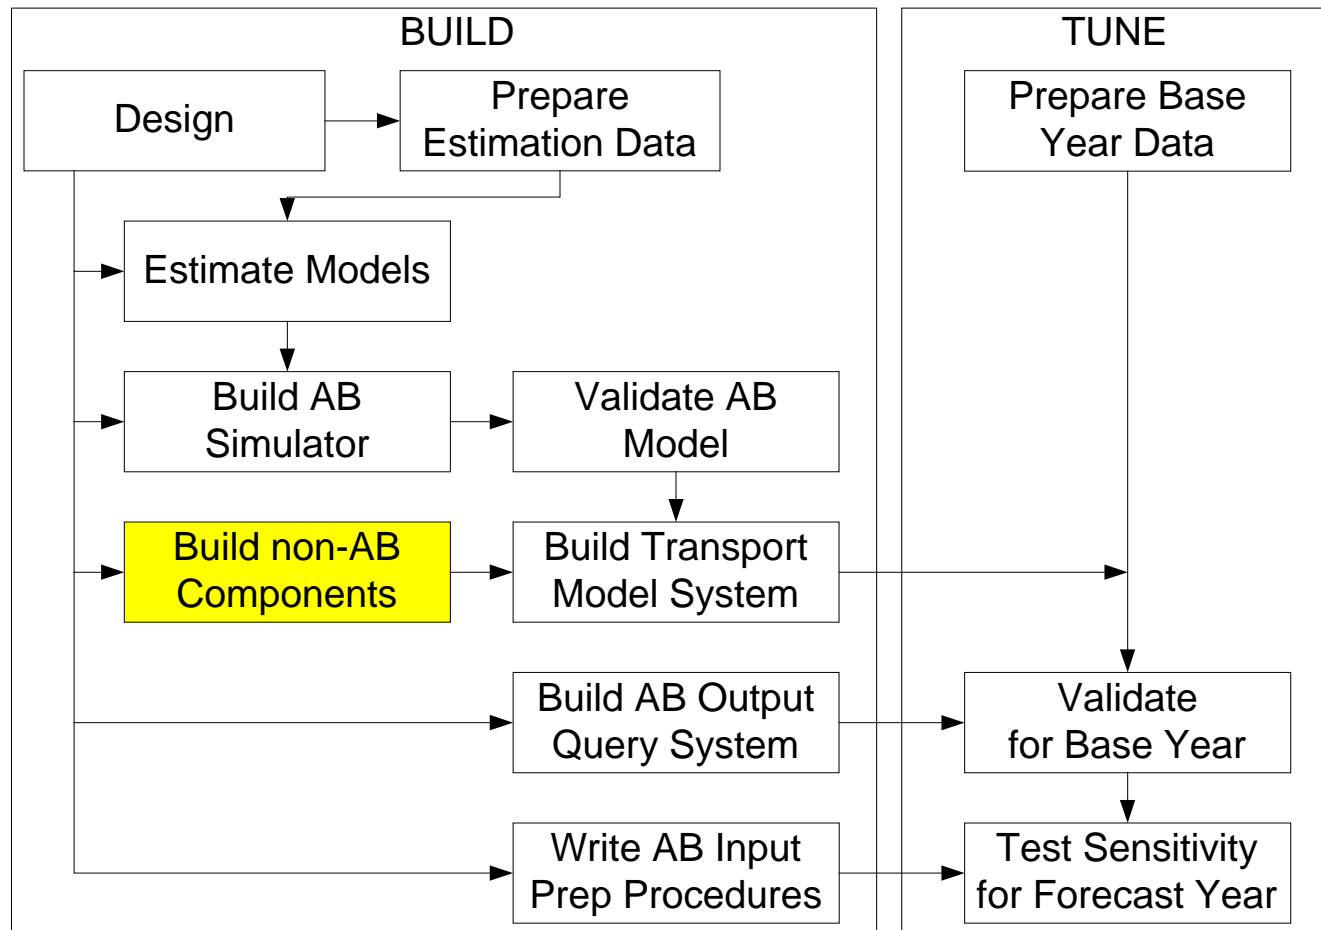 BUILD
TUNE
Design
Prepare
Estimation Data
Prepare Base
Year Data
Estimate Models
Build AB
Simulator
Validate AB
Model
Build non-AB
Components
Build Transport
Model System
Build AB Output
Query System
Validate
for Base Year
Write AB Input
Prep Procedures
Test Sensitivity
for Forecast Year